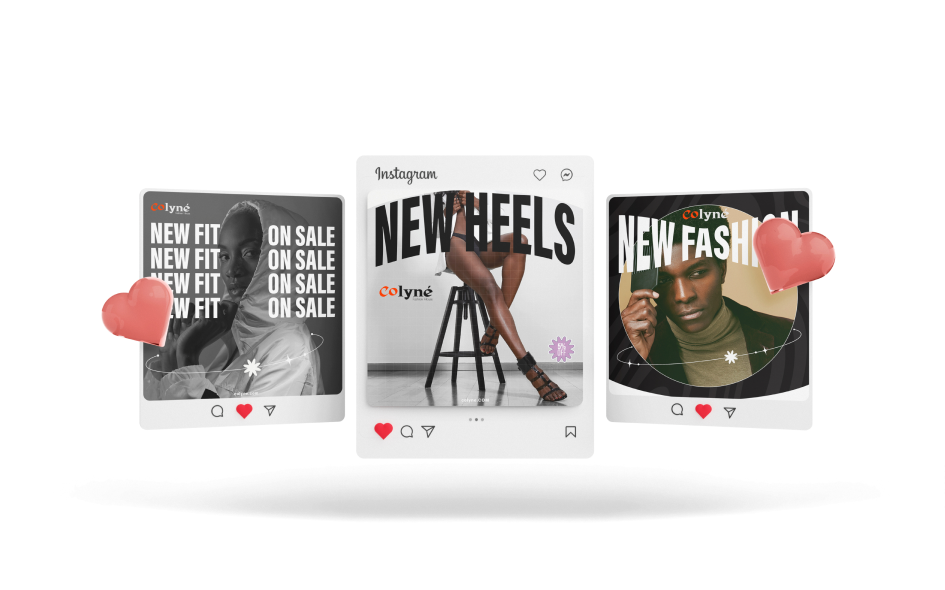 Colyné
NEW FIT ON SALE
NEW FIT ON SALE
NEW FIT ON SALE
NEW FIT ON SALE
Instagram
NEW HEELS
Colyné
Colyné
NEW FASHION